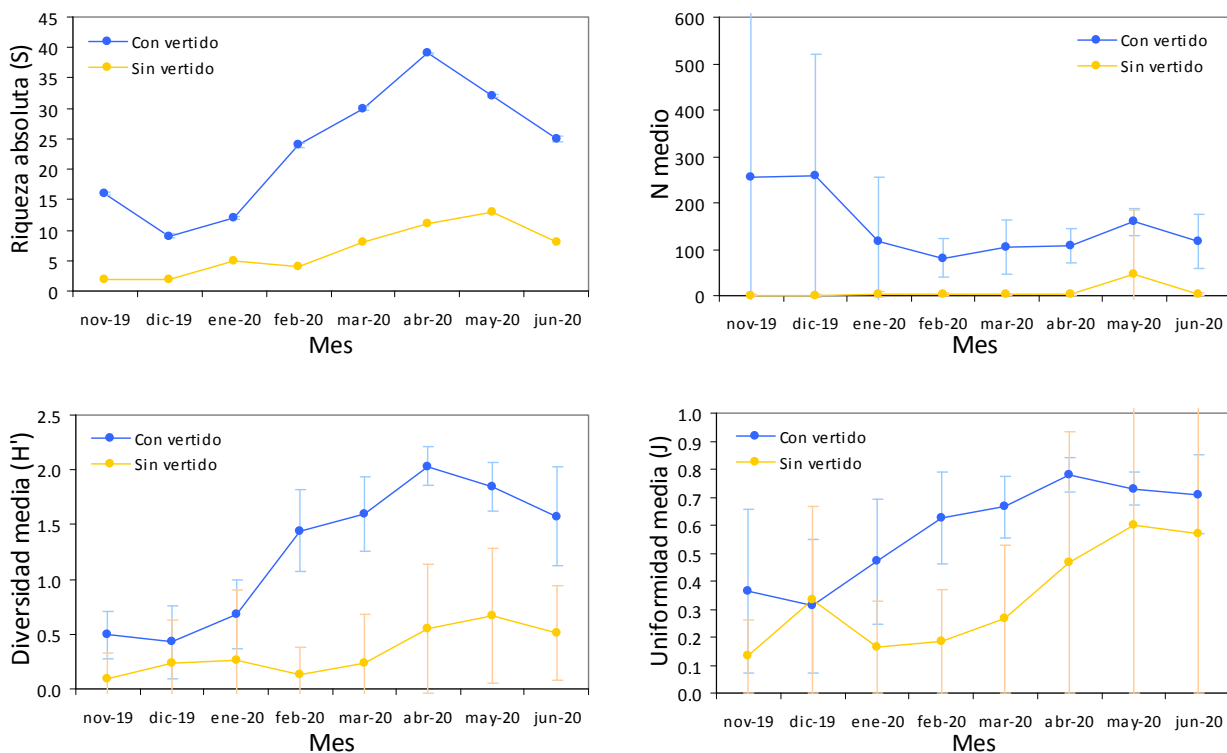 Riqueza absoluta (S)
45
40
35
30
25
20
15
10
5
0
Con vertido
Sin vertido
nov-19 dic-19 ene-20 feb-20 mar-20 abr-20 may-20 jun-20
Mes
N medio
600
500
400
300
200
100
0
Con vertido
Sin vertido
nov-19 dic-19 ene-20 feb-20 mar-20 abr-20 may-20 jun-20
Mes
Diversidad media (H')
2.5
2.0
1.5
1.0
0.5
0.0
Con vertido
Sin vertido
nov-19 dic-19 ene-20 feb-20 mar-20 abr-20 may-20 jun-20
Mes
Uniformidad media (J)
1.0
0.9
0.8
0.7
0.6
0.5
0.4
0.3
0.2
0.1
0.0
Con vertido
Sin vertido
nov-19 dic-19 ene-20 feb-20 mar-20 abr-20 may-20 jun-20
Mes